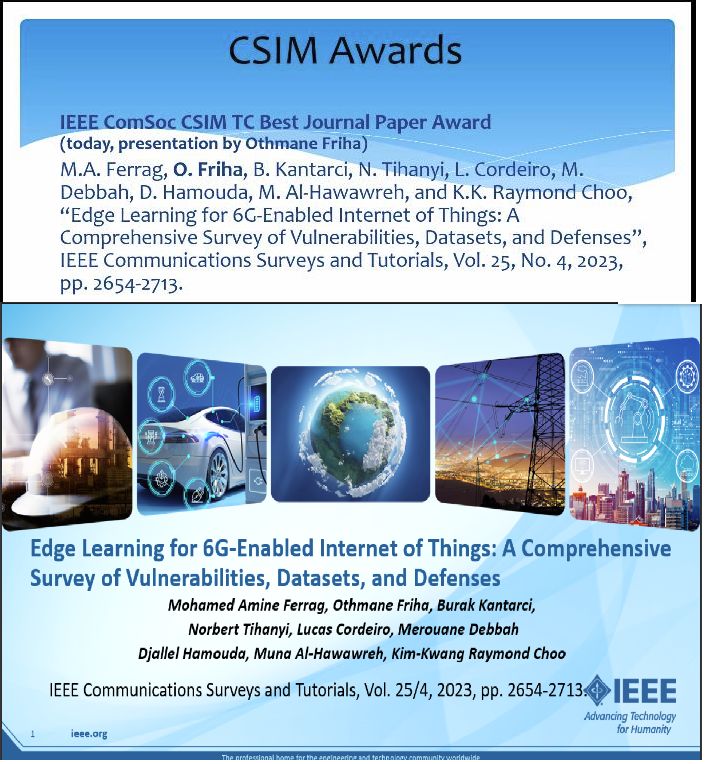 CSIM Awards
IEEE ComSoc CSIM TC Best Journal Paper Award
(today, presentation by Othmane Friha)
M.A. Ferrag, O. Friha, B. Kantarci, N. Tihanyi, L. Cordeiro, M.
Debbah, D. Hamouda, M. Al-Hawawreh, and K.K. Raymond Choo,
“Edge Learning for 6G-Enabled Internet of Things: A
Comprehensive Survey of Vulnerabilities, Datasets, and Defenses”,
IEEE Communications Surveys and Tutorials, Vol. 25, No. 4, 2023,
pp. 2654-2713.
Edge Learning for 6G-Enabled Internet of Things: A Comprehensive
Survey of Vulnerabilities, Datasets, and Defenses
Mohamed Amine Ferrag, Othmane Friha, Burak Kantarci,
Norbert Tihanyi, Lucas Cordeiro, Merouane Debbah
Djallel Hamouda, Muna Al-Hawawreh, Kim-Kwang Raymond Choo
IEEE Communications Surveys and Tutorials, Vol. 25/4, 2023, pp. 2654-2713
IEEE
Advancing Technology
for Humanity
1 ieee.org
The professional home for the engineering and technology community worldwide